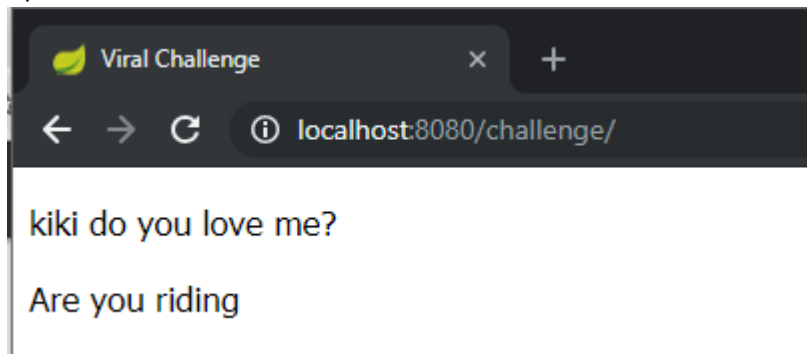 Viral Challenge
localhost:8080/challenge/
kiki do you love me?
Are you riding